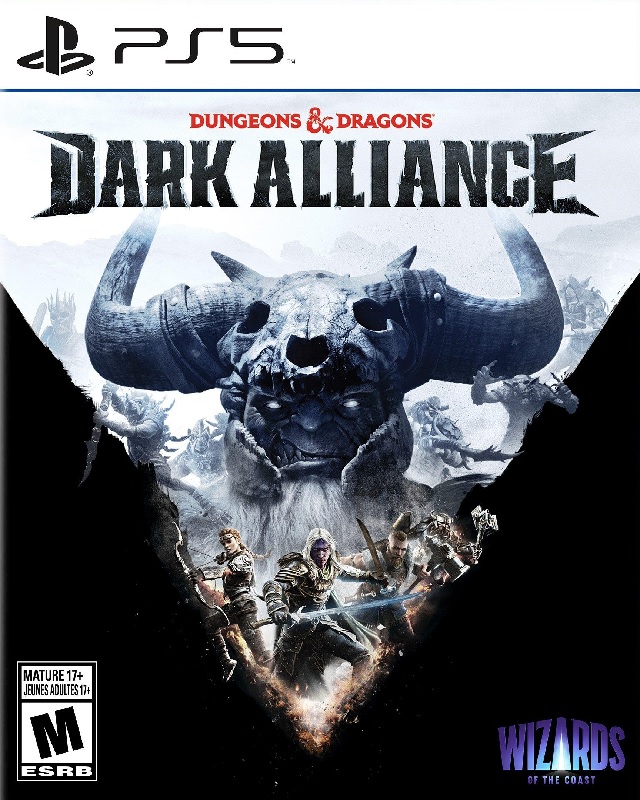 PS5
DUNGEONS & DRAGONS
DARK ALLIANCE
MATURE 17+
JEUNES ADULTES 17+
M
ESRB
WIZARDS
OF THE COAST